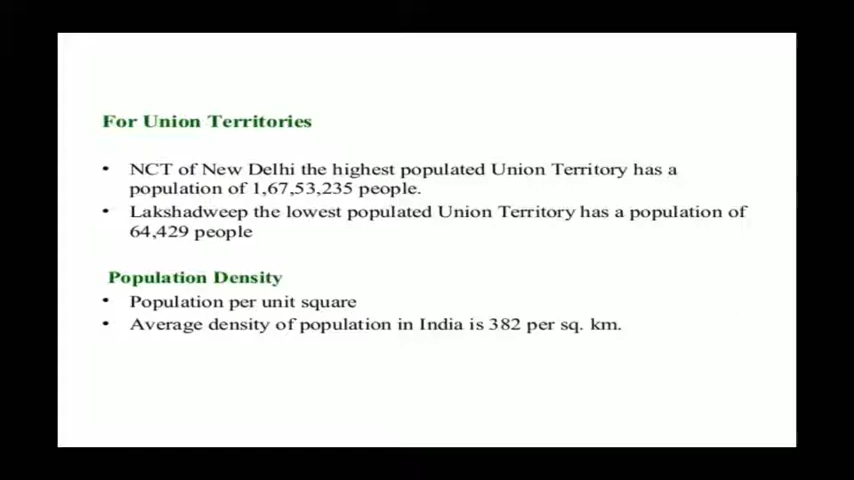 For Union Territories
• NCT of New Delhi the highest populated Union Territory has a
population of 1,67,53,235 people.
• Lakshadweep the lowest populated Union Territory has a population of
64,429 people
Population Density
• Population per unit square
• Average density of population in India is 382 per sq. km.